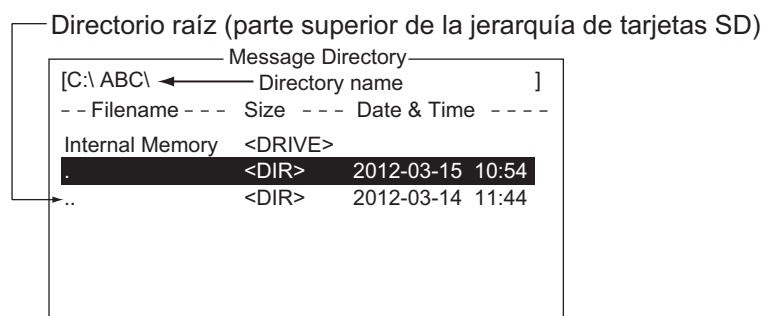 Directorio raíz (parte superior de la jerarquía de tarjetas SD)
Message Directory
[C:\ ABC\ Directory name ]
- - Filename - - - Size - - - Date & Time - - - -
Internal Memory <DRIVE>
. <DIR> 2012-03-15 10:54
.. <DIR> 2012-03-14 11:44